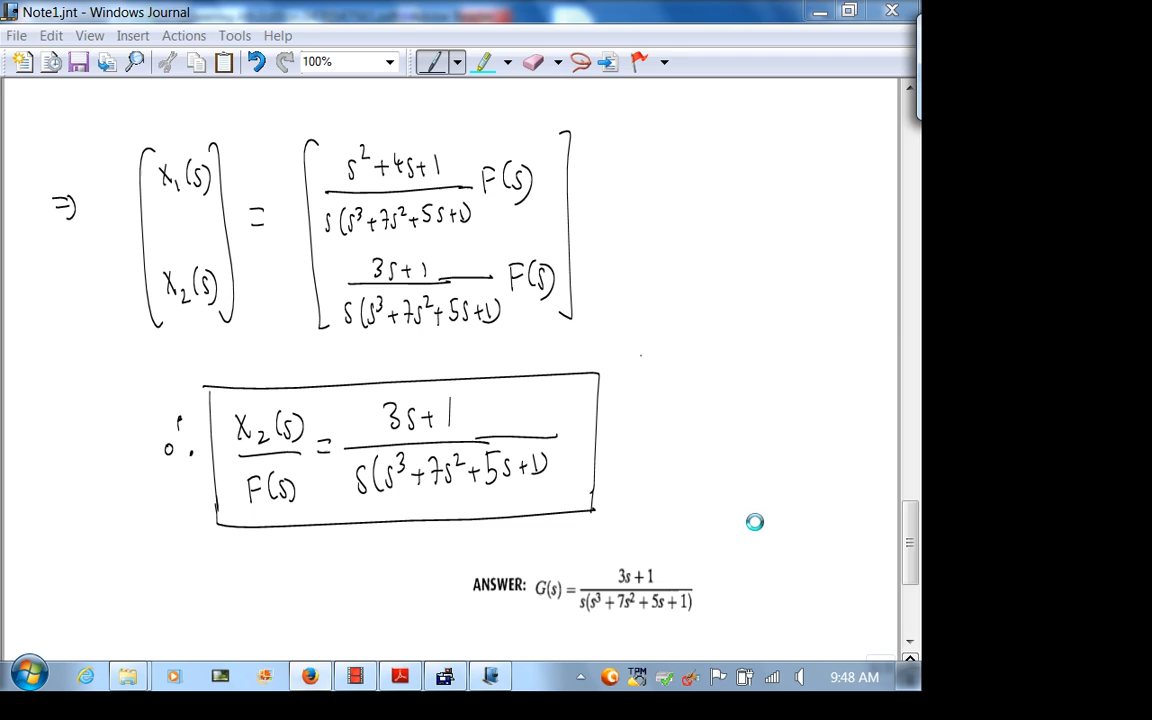 Note1.jnt - Windows Journal
File Edit View Insert Actions Tools Help
100%
⇒ [X₁(s) X₂(s)] = [(s²+4s+1)/(s(s³+7s²+5s+1)) F(s)
(3s+1)/(s(s³+7s²+5s+1)) F(s)]
∴ X₂(s)/F(s) = (3s+1)/(s(s³+7s²+5s+1))
ANSWER: G(s) = (3s + 1)/(s(s³ + 7s² + 5s + 1))
TPM
9:48 AM